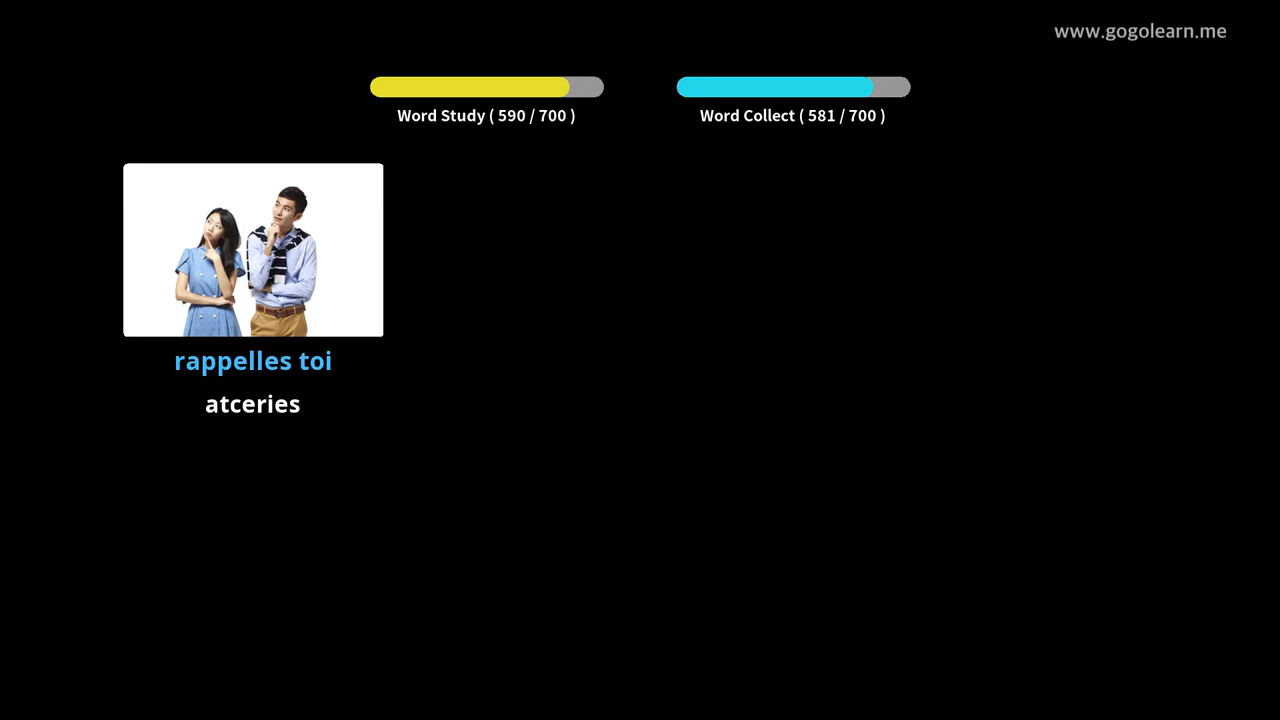 www.gogolearn.me
Word Study ( 590 / 700 )
Word Collect ( 581 / 700 )
rappelles toi
atceries